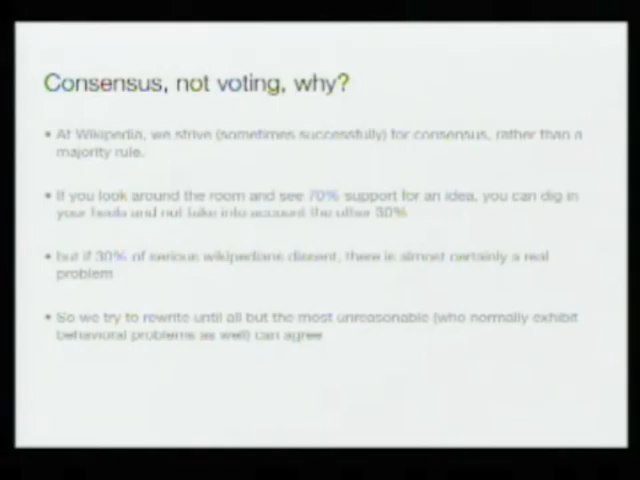 Consensus, not voting, why?
• At Wikipedia, we strive (sometimes successfully) for consensus, rather than a
majority rule.
• If you look around the room and see 70% support for an idea, you can dig in
your heels and not take into account the other 30%
• but if 30% of serious wikipedians dissent, there is almost certainly a real
problem
• So we try to rewrite until all but the most unreasonable (who normally exhibit
behavioral problems as well) can agree